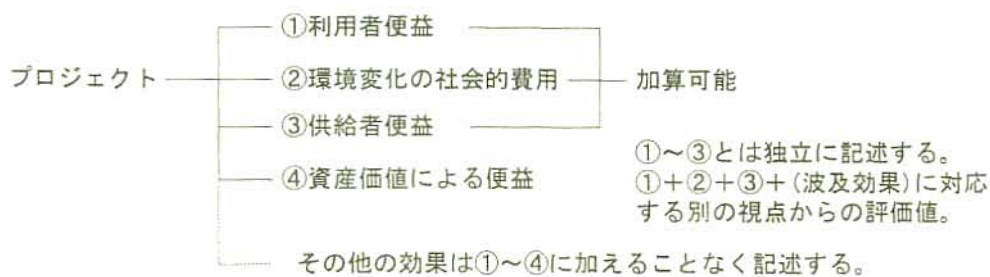 ①利用者便益
プロジェクト
②環境変化の社会的費用
加算可能
③供給者便益
④資産価値による便益
①～③とは独立に記述する。
①+②+③+(波及効果)に対応
する別の視点からの評価値。
その他の効果は①～④に加えることなく記述する。